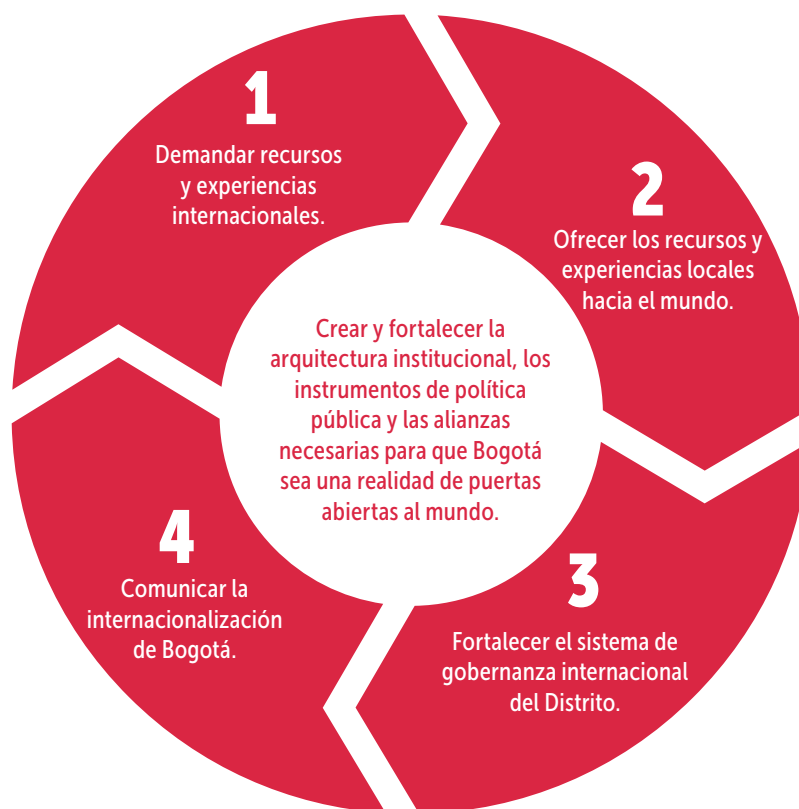 1
Demandar recursos
y experiencias
internacionales.
2
Ofrecer los recursos y
experiencias locales
hacia el mundo.
Crear y fortalecer la
arquitectura institucional, los
instrumentos de política
pública y las alianzas
necesarias para que Bogotá
sea una realidad de puertas
abiertas al mundo.
3
Fortalecer el sistema de
gobernanza internacional
del Distrito.
4
Comunicar la
internacionalización
de Bogotá.